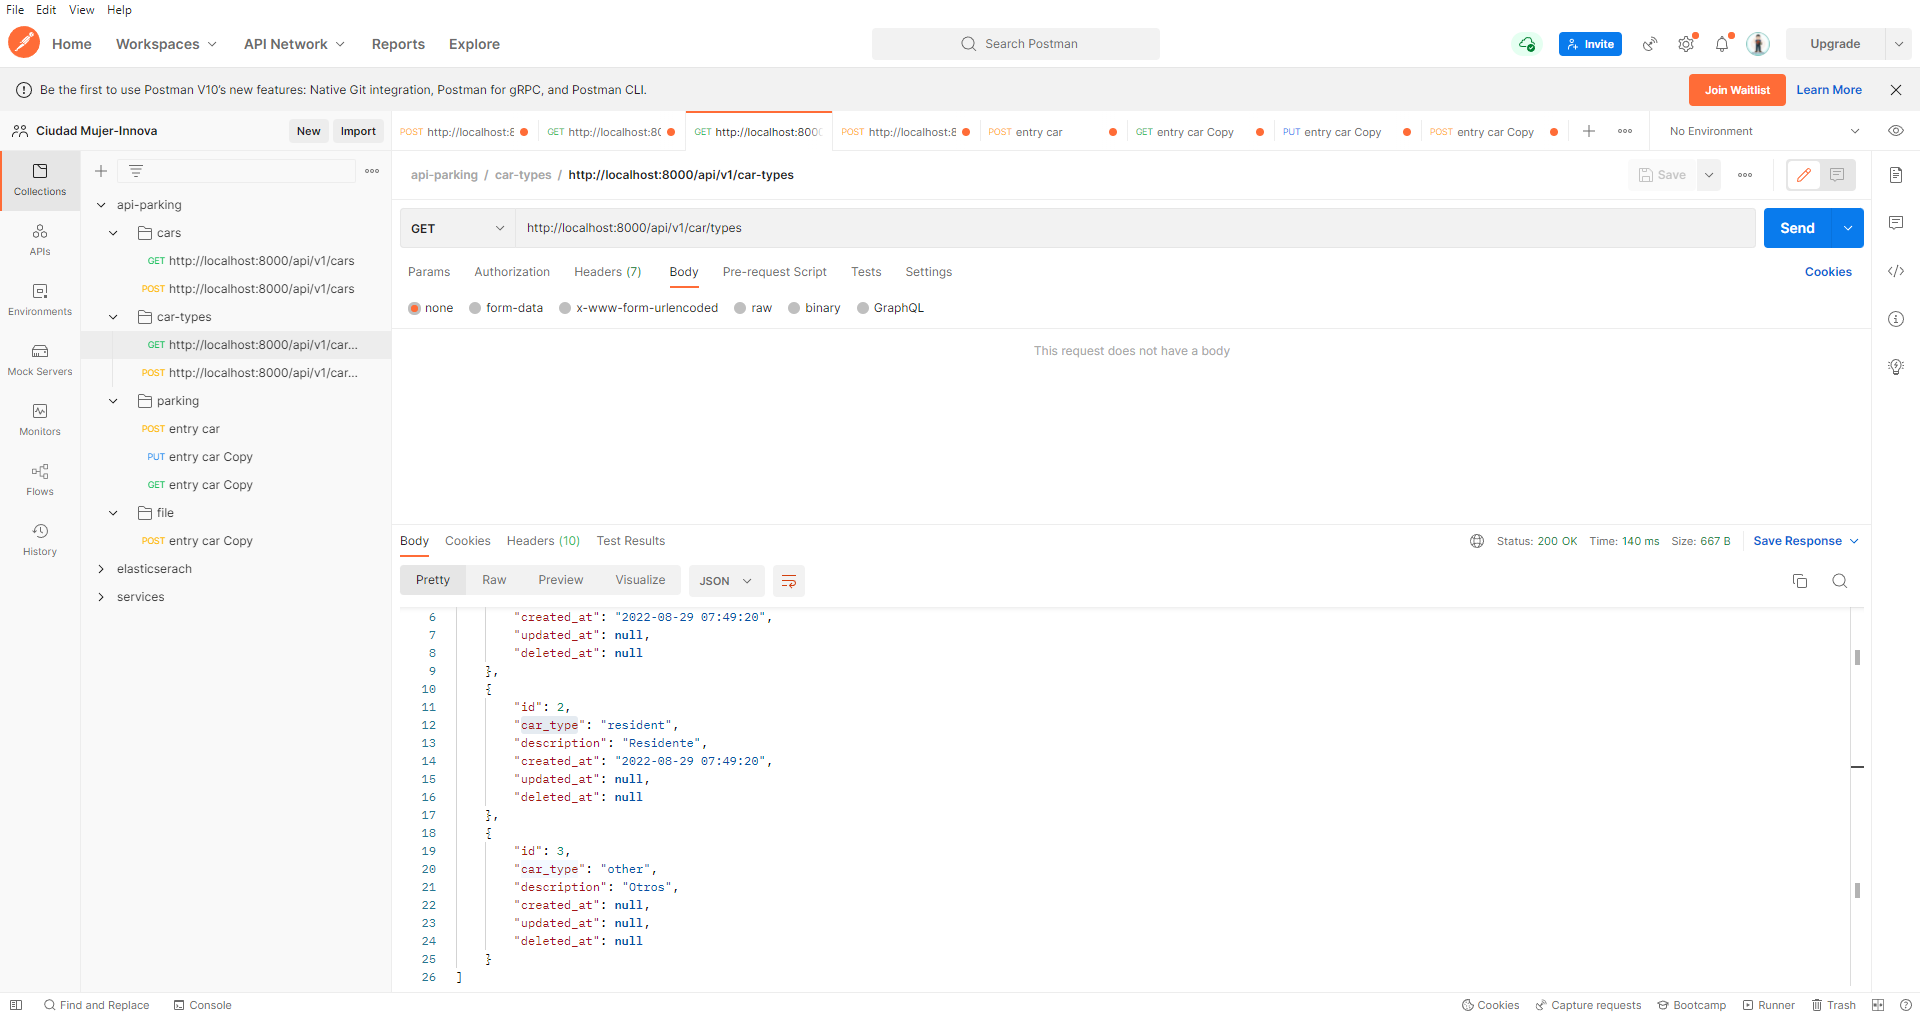 File Edit View Help
Home Workspaces API Network Reports Explore Search Postman Invite Upgrade
Be the first to use Postman V10's new features: Native Git integration, Postman for gRPC, and Postman CLI. Join Waitlist Learn More
Ciudad Mujer-Innova New Import
POST http://localhost:8 GET http://localhost:80 GET http://localhost:800 POST http://localhost:8 POST entry car GET entry car Copy PUT entry car Copy POST entry car Copy No Environment
Collections
APIs
Environments
Mock Servers
Monitors
Flows
History
api-parking
cars
GET http://localhost:8000/api/v1/cars
POST http://localhost:8000/api/v1/cars
car-types
GET http://localhost:8000/api/v1/car...
POST http://localhost:8000/api/v1/car...
parking
POST entry car
PUT entry car Copy
GET entry car Copy
file
POST entry car Copy
elasticserach
services
api-parking / car-types / http://localhost:8000/api/v1/car-types Save
GET http://localhost:8000/api/v1/car/types Send
Params Authorization Headers (7) Body Pre-request Script Tests Settings Cookies
none form-data x-www-form-urlencoded raw binary GraphQL
This request does not have a body
Body Cookies Headers (10) Test Results Status: 200 OK Time: 140 ms Size: 667 B Save Response
Pretty Raw Preview Visualize JSON
6 "created_at": "2022-08-29 07:49:20",
7 "updated_at": null,
8 "deleted_at": null
9 },
10 {
11 "id": 2,
12 "car_type": "resident",
13 "description": "Residente",
14 "created_at": "2022-08-29 07:49:20",
15 "updated_at": null,
16 "deleted_at": null
17 },
18 {
19 "id": 3,
20 "car_type": "other",
21 "description": "Otros",
22 "created_at": null,
23 "updated_at": null,
24 "deleted_at": null
25 }
26 ]
Find and Replace Console Cookies Capture requests Bootcamp Runner Trash